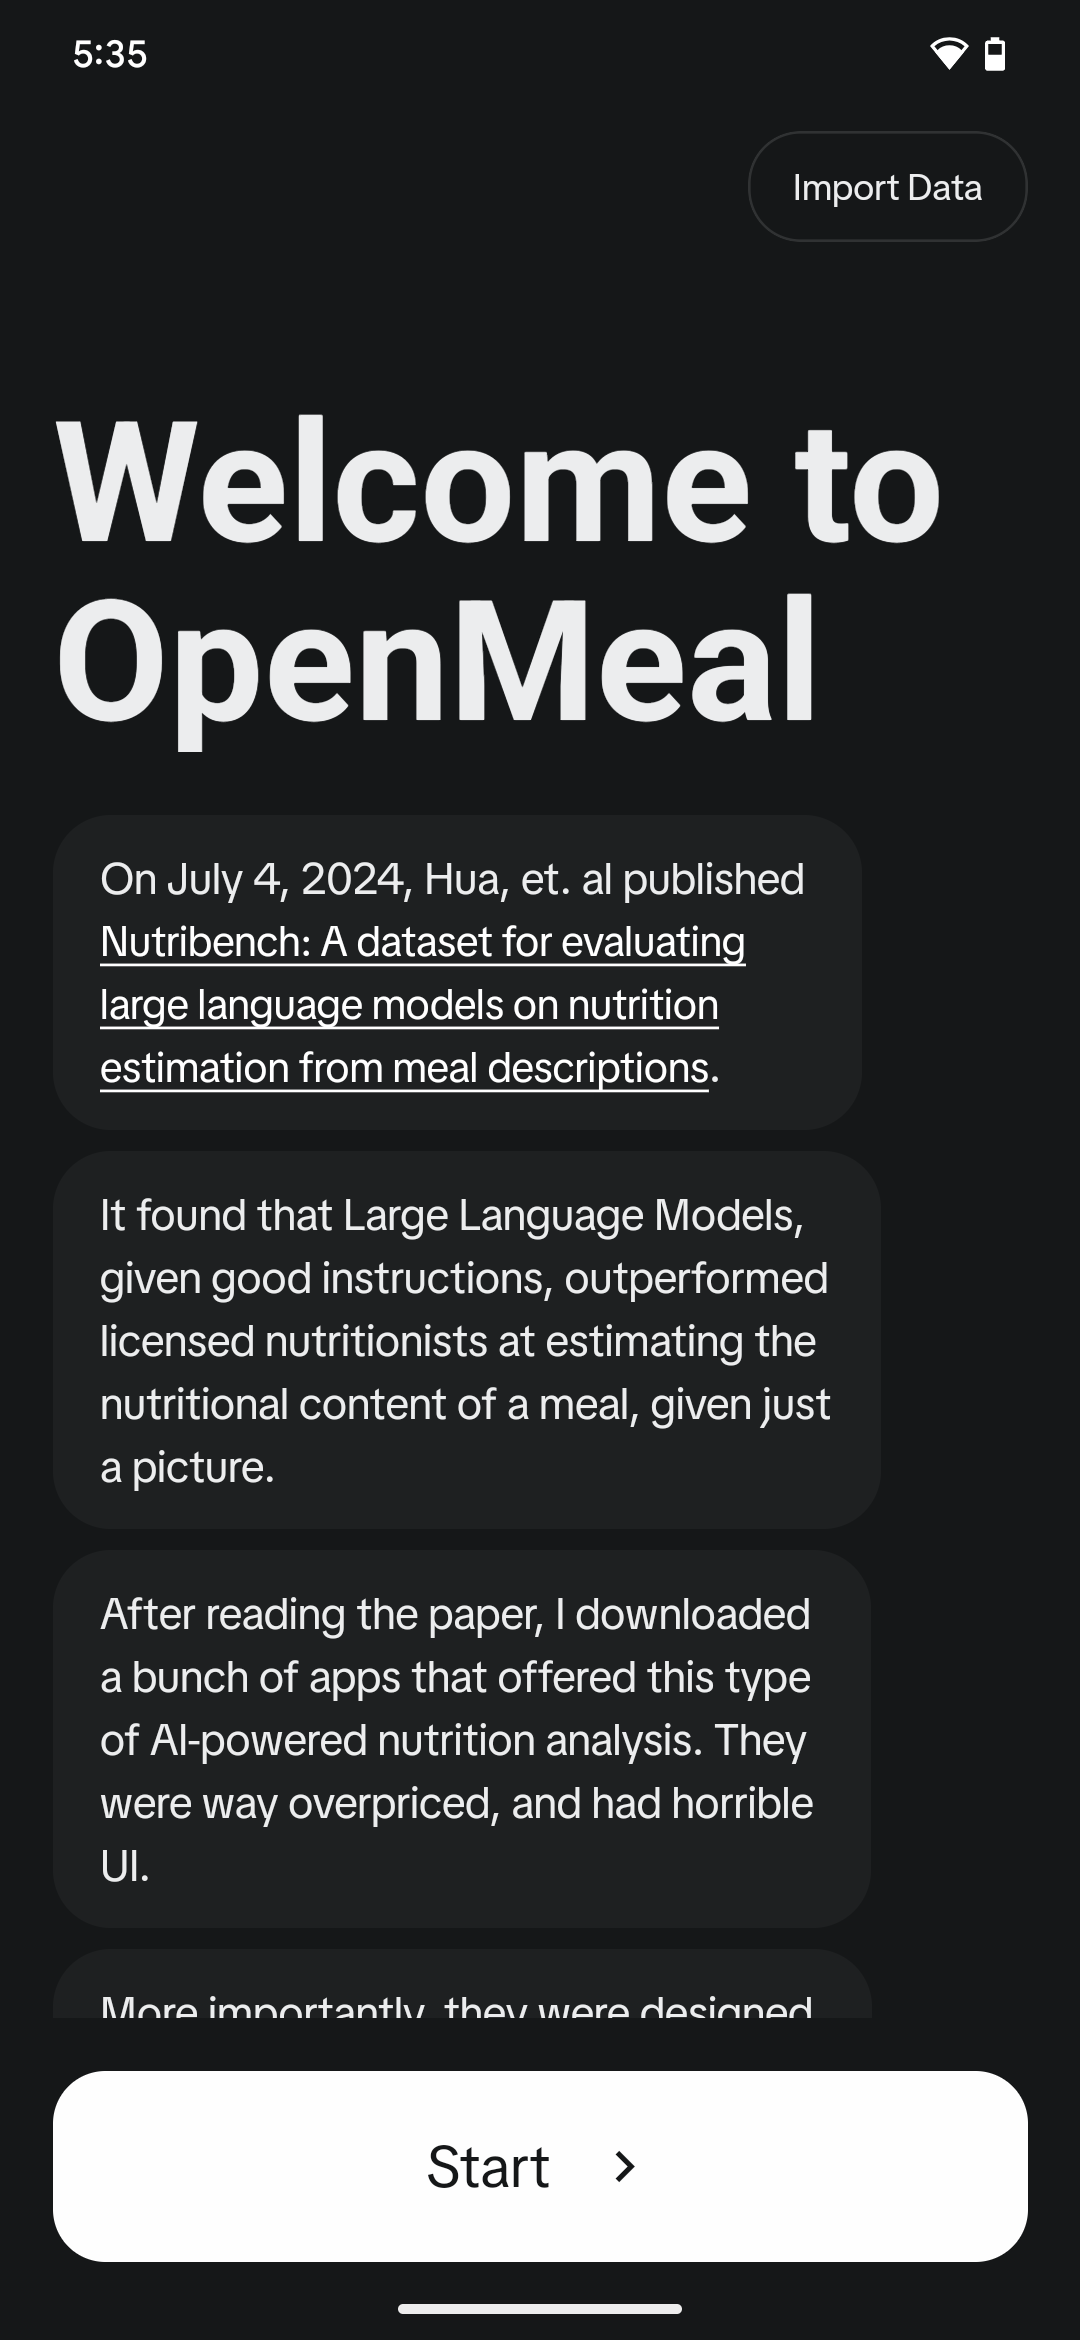 5:35
Import Data
Welcome to
OpenMeal
On July 4, 2024, Hua, et. al published
Nutribench: A dataset for evaluating
large language models on nutrition
estimation from meal descriptions.
It found that Large Language Models,
given good instructions, outperformed
licensed nutritionists at estimating the
nutritional content of a meal, given just
a picture.
After reading the paper, I downloaded
a bunch of apps that offered this type
of AI-powered nutrition analysis. They
were way overpriced, and had horrible
UI.
More importantly, they were designed
Start